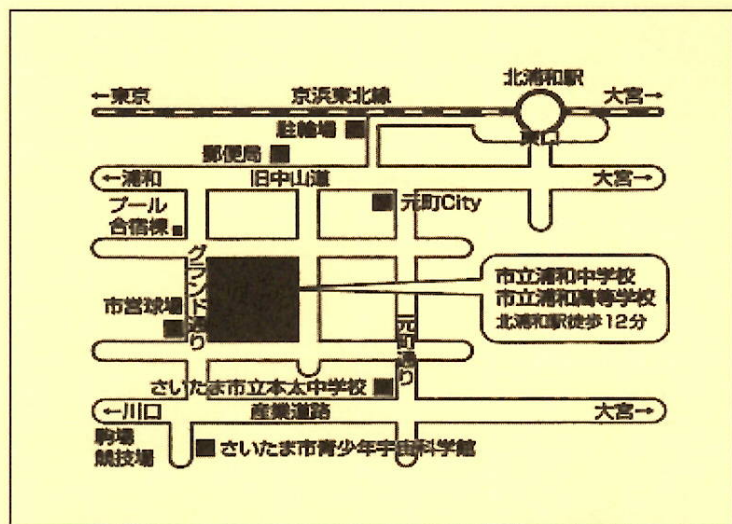 北浦和駅
←東京
京浜東北線
大宮→
駐輪場
東口
郵便局
←浦和
旧中山道
大宮→
プール
合宿棟
元町City
グランド通り
市立浦和中学校
市立浦和高等学校
北浦和駅徒歩12分
市営球場
元町通り
さいたま市立本太中学校
←川口
産業道路
大宮→
駒場
競技場
さいたま市青少年宇宙科学館